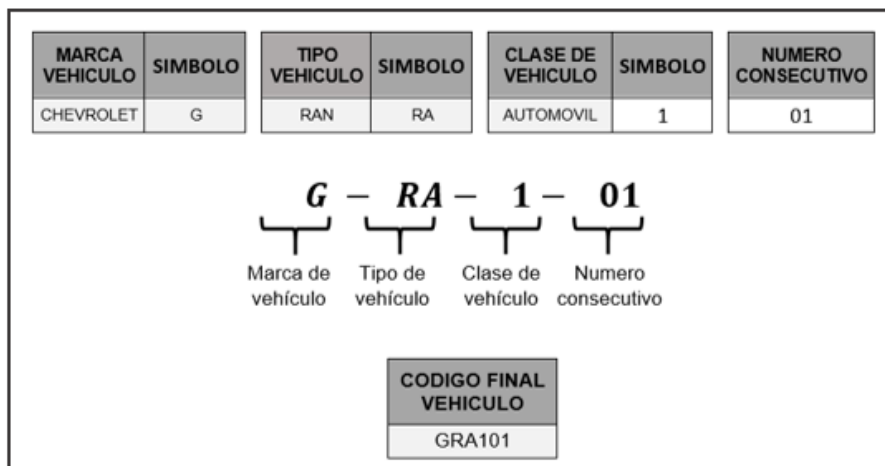 MARCA VEHICULO SIMBOLO TIPO VEHICULO SIMBOLO CLASE DE VEHICULO SIMBOLO NUMERO CONSECUTIVO
CHEVROLET G RAN RA AUTOMOVIL 1 01
G – RA – 1 – 01
Marca de vehículo Tipo de vehículo Clase de vehículo Numero consecutivo
CODIGO FINAL
VEHICULO
GRA101